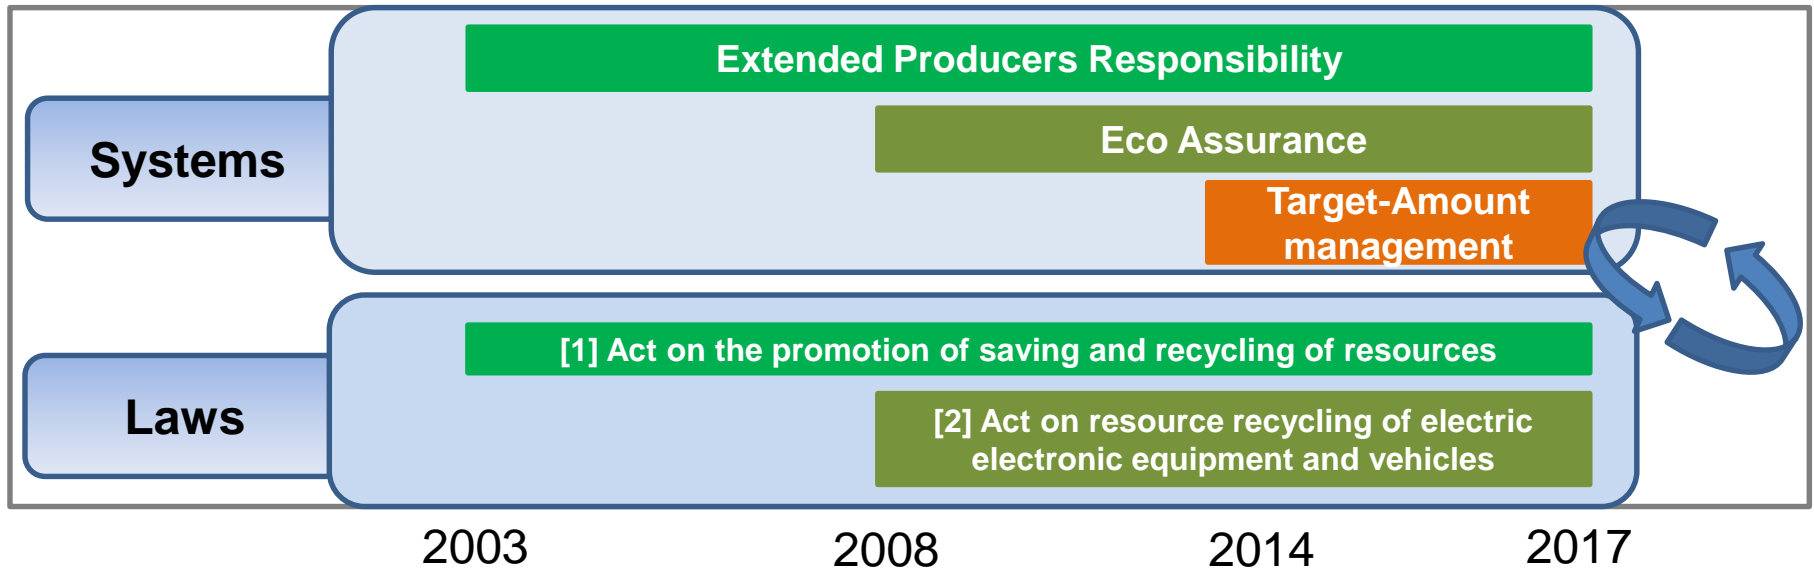 Extended Producers Responsibility
Eco Assurance
Systems
Target-Amount
management
[1] Act on the promotion of saving and recycling of resources
Laws
[2] Act on resource recycling of electric
electronic equipment and vehicles
2003
2008
2014
2017